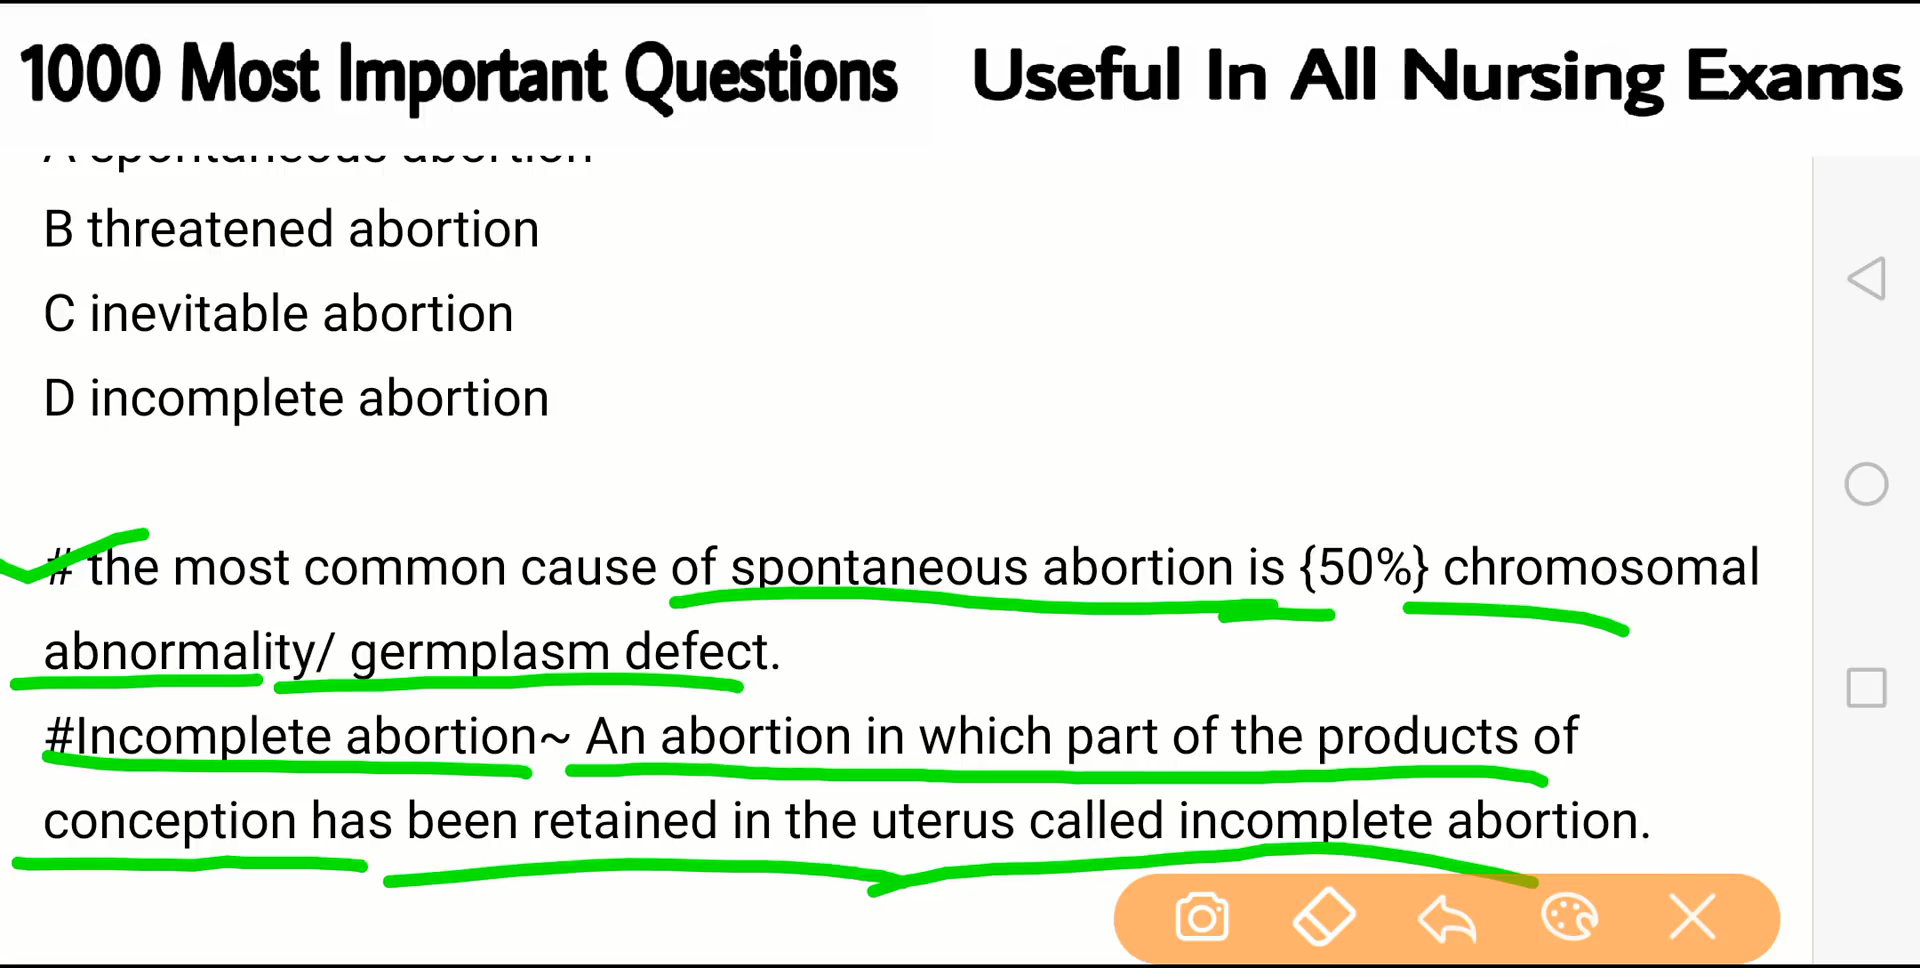 1000 Most Important Questions Useful In All Nursing Exams
A spontaneous abortion
B threatened abortion
C inevitable abortion
D incomplete abortion
# the most common cause of spontaneous abortion is {50%} chromosomal
abnormality/ germplasm defect.
#Incomplete abortion~ An abortion in which part of the products of
conception has been retained in the uterus called incomplete abortion.